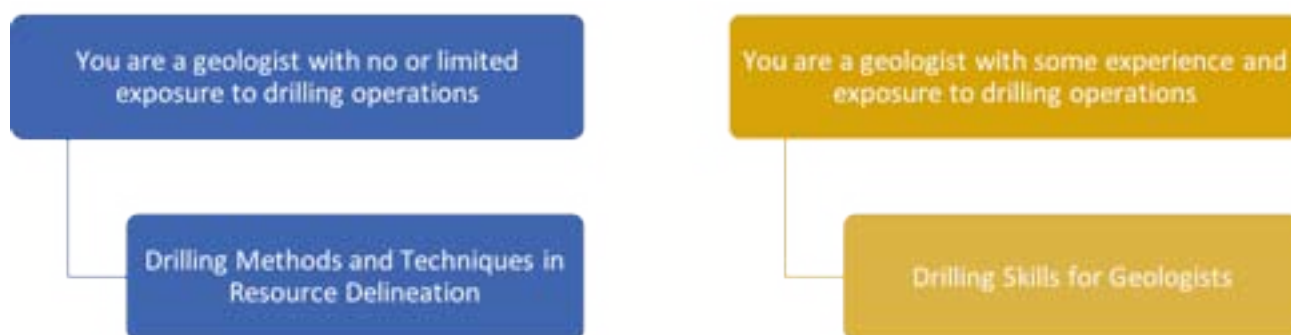 You are a geologist with no or limited
exposure to drilling operations
You are a geologist with some experience and
exposure to drilling operations
Drilling Methods and Techniques in
Resource Delineation
Drilling Skills for Geologists